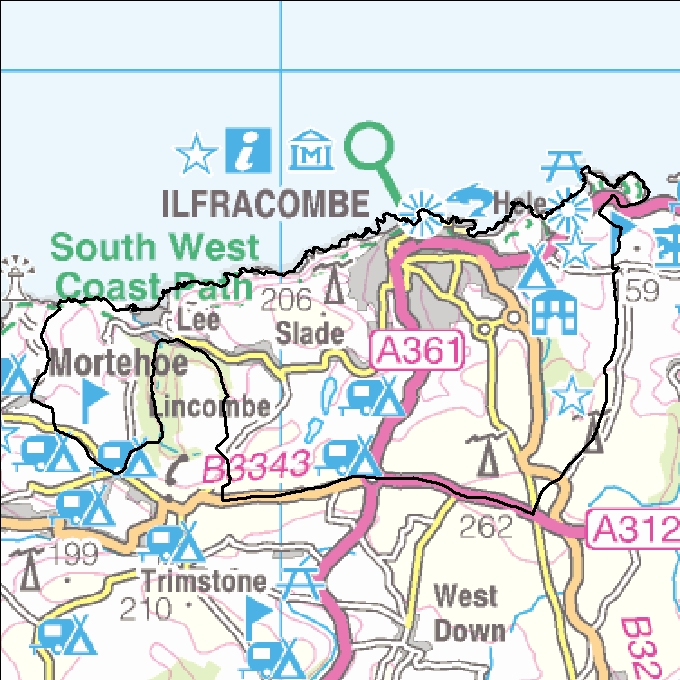 i
M
ILFRACOMBE
Hele
South West
Coast Path
206
59
Lee
Slade
A361
Mortehoe
Lincombe
B3343
262
A312
199
Trimstone
210
West
Down
B32